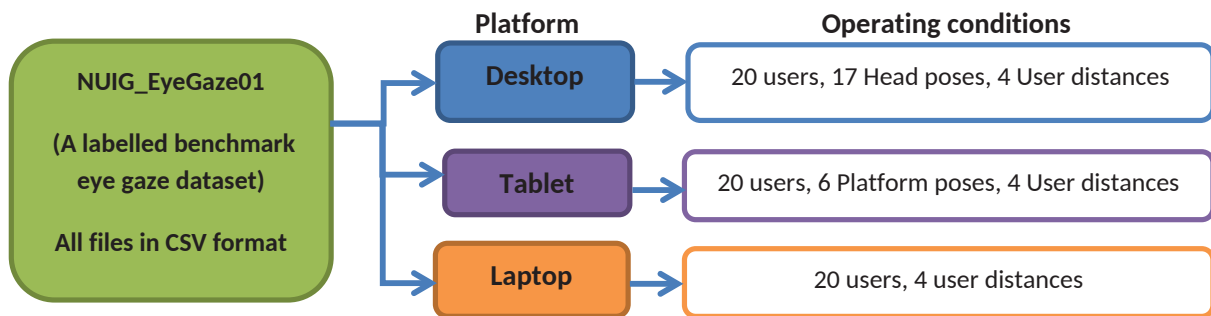 Platform
Operating conditions
NUIG_EyeGaze01
(A labelled benchmark
eye gaze dataset)
All files in CSV format
Desktop
20 users, 17 Head poses, 4 User distances
Tablet
20 users, 6 Platform poses, 4 User distances
Laptop
20 users, 4 user distances